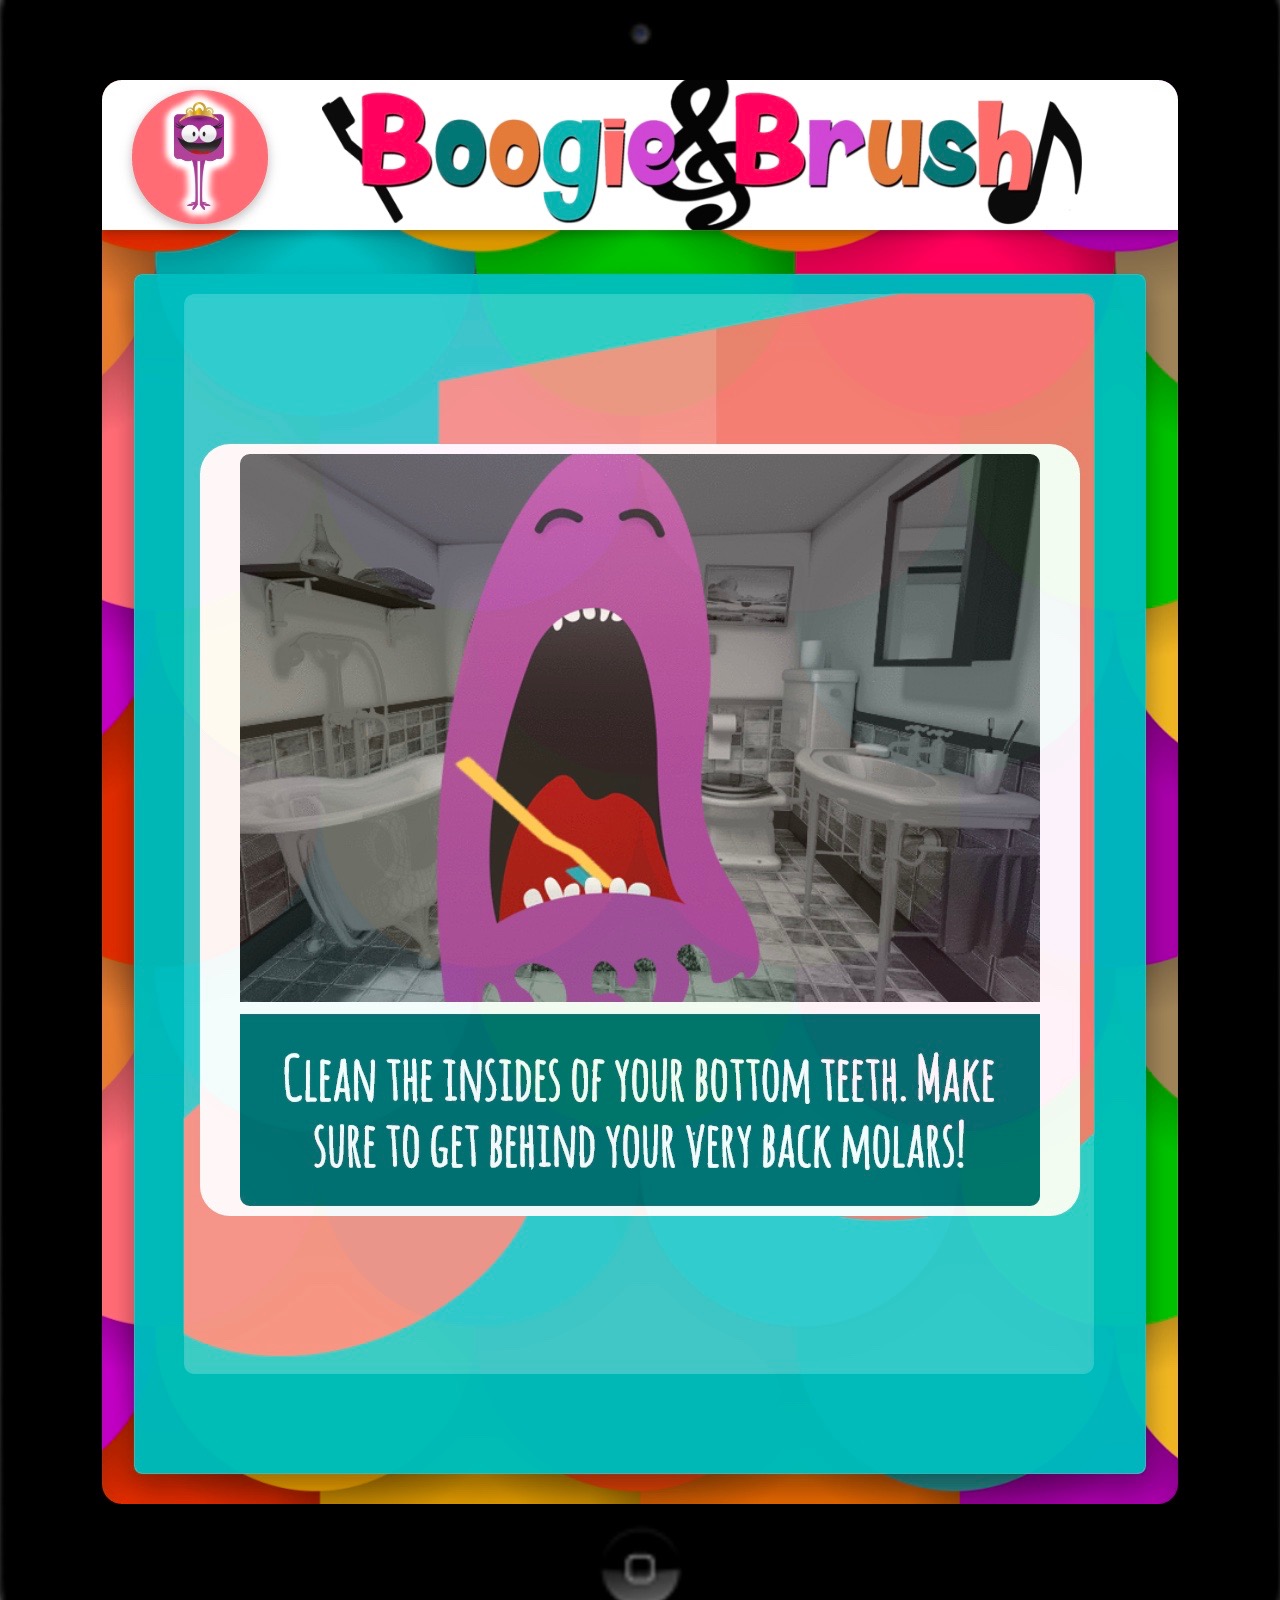 Boogie & Brush
Clean the insides of your bottom teeth. Make
sure to get behind your very back molars!